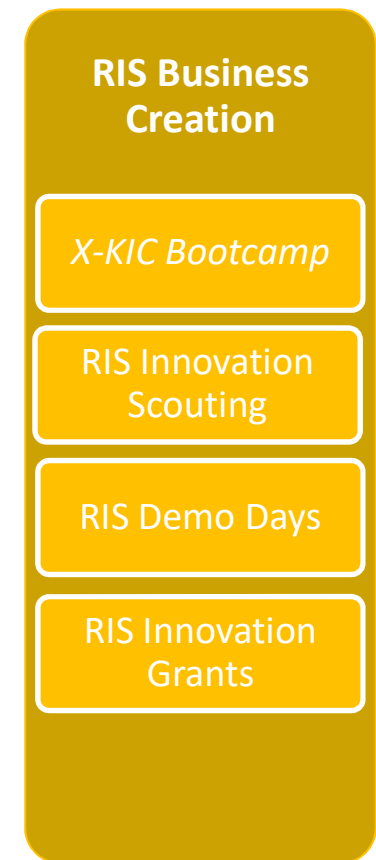 RIS Business
Creation
X-KIC Bootcamp
RIS Innovation
Scouting
RIS Demo Days
RIS Innovation
Grants